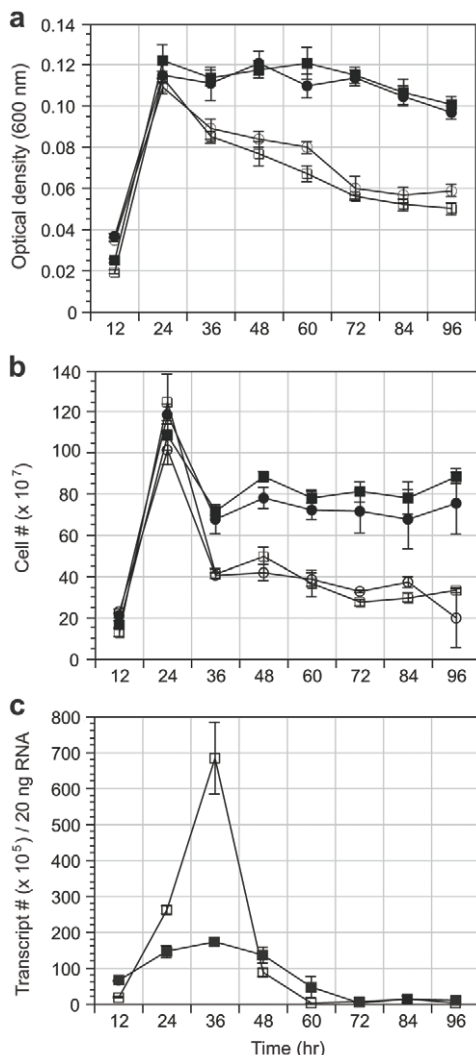 a
Optical density (600 nm)
0.14
0.12
0.10
0.08
0.06
0.04
0.02
0
12 24 36 48 60 72 84 96
b
Cell # (x 10⁷)
140
120
100
80
60
40
20
0
12 24 36 48 60 72 84 96
c
Transcript # (x 10⁵) / 20 ng RNA
800
700
600
500
400
300
200
100
0
12 24 36 48 60 72 84 96
Time (hr)